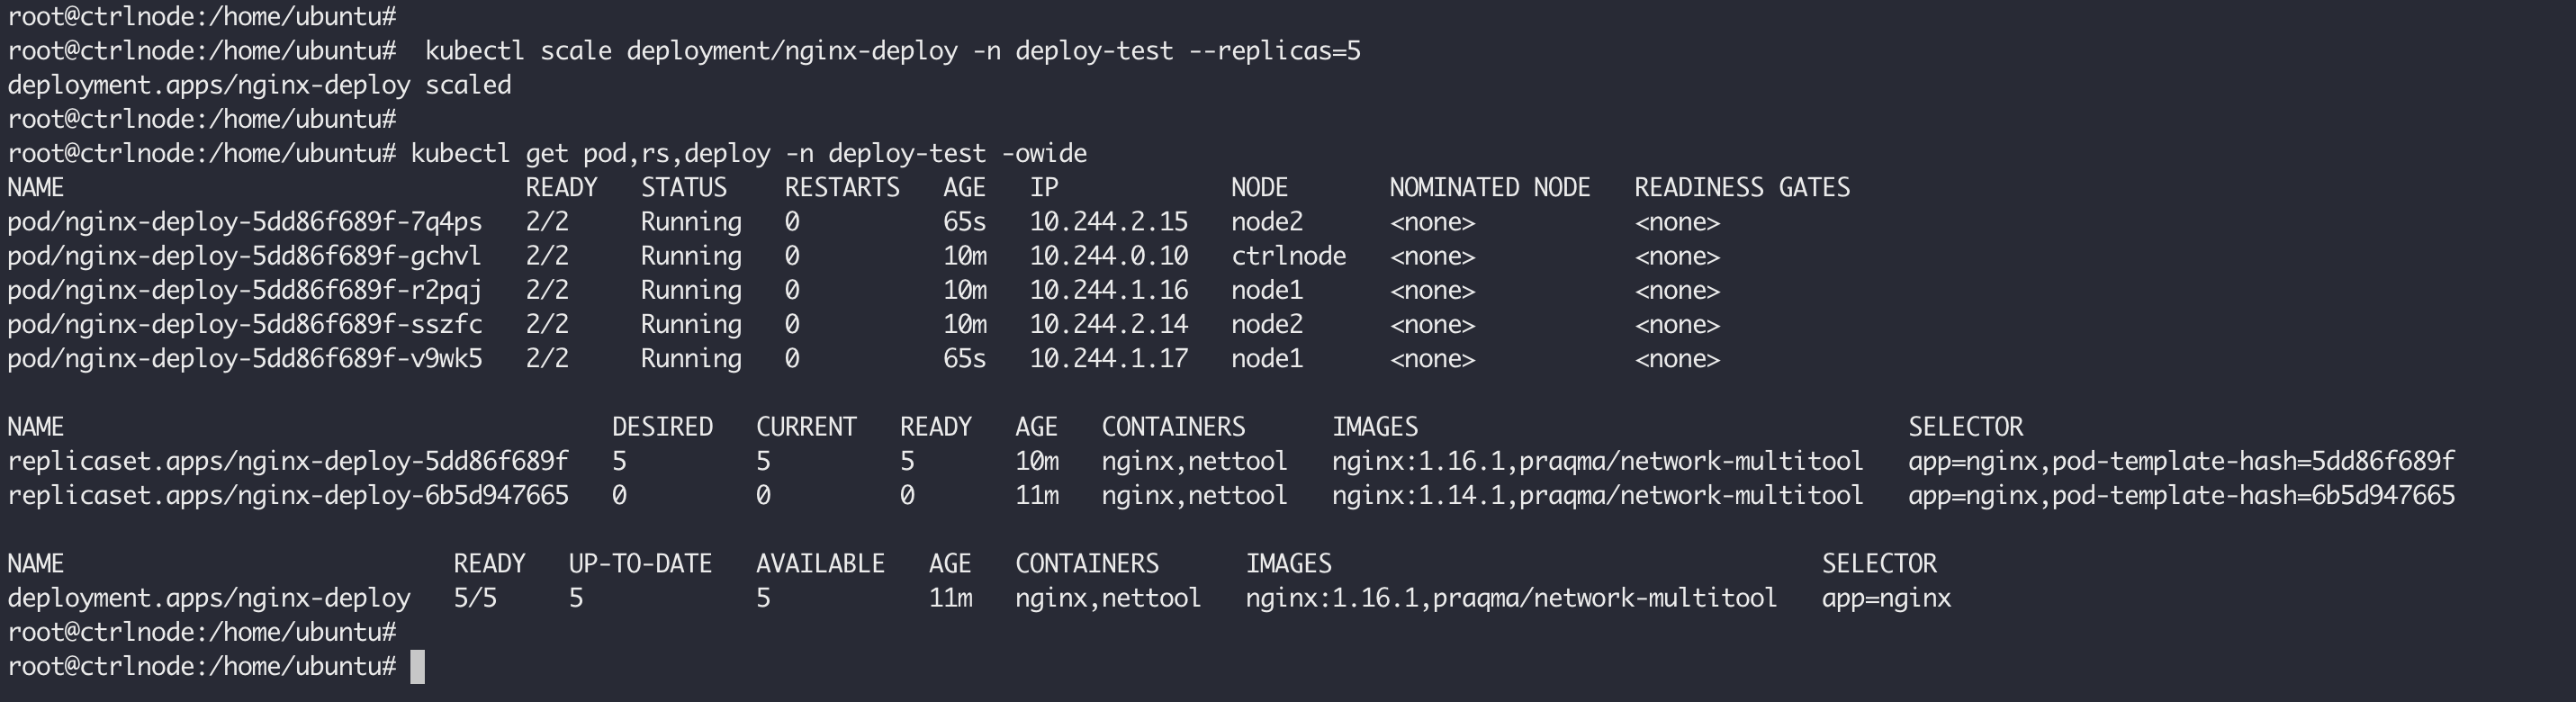 root@ctrlnode:/home/ubuntu#
root@ctrlnode:/home/ubuntu#  kubectl scale deployment/nginx-deploy -n deploy-test --replicas=5
deployment.apps/nginx-deploy scaled
root@ctrlnode:/home/ubuntu#
root@ctrlnode:/home/ubuntu# kubectl get pod,rs,deploy -n deploy-test -owide
NAME                                READY   STATUS    RESTARTS   AGE   IP            NODE       NOMINATED NODE   READINESS GATES
pod/nginx-deploy-5dd86f689f-7q4ps   2/2     Running   0          65s   10.244.2.15   node2      <none>           <none>
pod/nginx-deploy-5dd86f689f-gchvl   2/2     Running   0          10m   10.244.0.10   ctrlnode   <none>           <none>
pod/nginx-deploy-5dd86f689f-r2pqj   2/2     Running   0          10m   10.244.1.16   node1      <none>           <none>
pod/nginx-deploy-5dd86f689f-sszfc   2/2     Running   0          10m   10.244.2.14   node2      <none>           <none>
pod/nginx-deploy-5dd86f689f-v9wk5   2/2     Running   0          65s   10.244.1.17   node1      <none>           <none>

NAME                                      DESIRED   CURRENT   READY   AGE   CONTAINERS      IMAGES                                  SELECTOR
replicaset.apps/nginx-deploy-5dd86f689f   5         5         5       10m   nginx,nettool   nginx:1.16.1,praqma/network-multitool   app=nginx,pod-template-hash=5dd86f689f
replicaset.apps/nginx-deploy-6b5d947665   0         0         0       11m   nginx,nettool   nginx:1.14.1,praqma/network-multitool   app=nginx,pod-template-hash=6b5d947665

NAME                           READY   UP-TO-DATE   AVAILABLE   AGE   CONTAINERS      IMAGES                                  SELECTOR
deployment.apps/nginx-deploy   5/5     5            5           11m   nginx,nettool   nginx:1.16.1,praqma/network-multitool   app=nginx
root@ctrlnode:/home/ubuntu#
root@ctrlnode:/home/ubuntu#